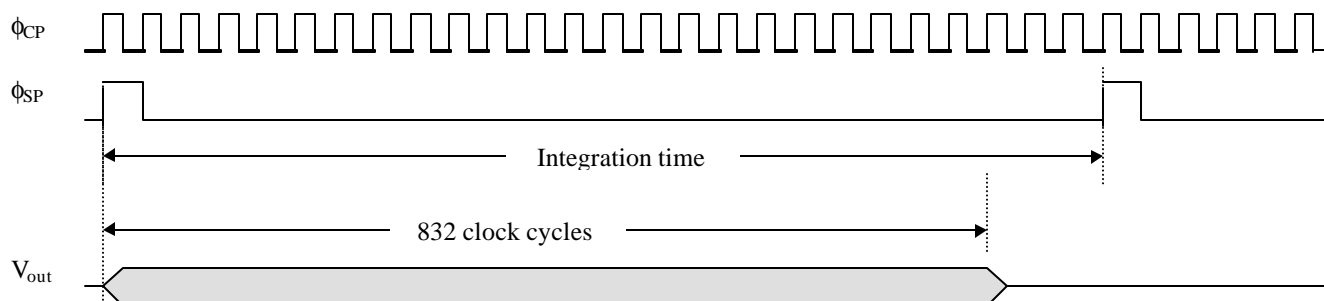 ϕCP
ϕSP
Integration time
832 clock cycles
Vout